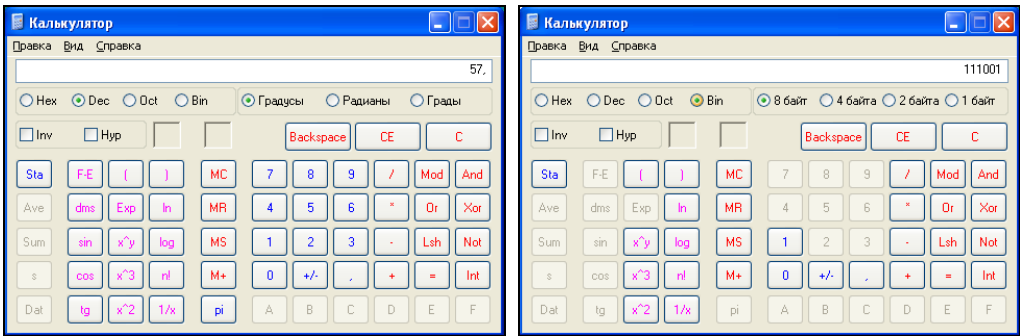 Калькулятор
Правка Вид Справка
57,
Hex Dec Oct Bin Градусы Радианы Грады
Inv Hyp Backspace CE C
Sta F-E ( ) MC 7 8 9 / Mod And
Ave dms Exp ln MR 4 5 6 * Or Xor
Sum sin x^y log MS 1 2 3 - Lsh Not
s cos x^3 n! M+ 0 +/- , + = Int
Dat tg x^2 1/x pi A B C D E F
Калькулятор
Правка Вид Справка
111001
Hex Dec Oct Bin 8 байт 4 байта 2 байта 1 байт
Inv Hyp Backspace CE C
Sta F-E ( ) MC 7 8 9 / Mod And
Ave dms Exp ln MR 4 5 6 * Or Xor
Sum sin x^y log MS 1 2 3 - Lsh Not
s cos x^3 n! M+ 0 +/- , + = Int
Dat tg x^2 1/x pi A B C D E F